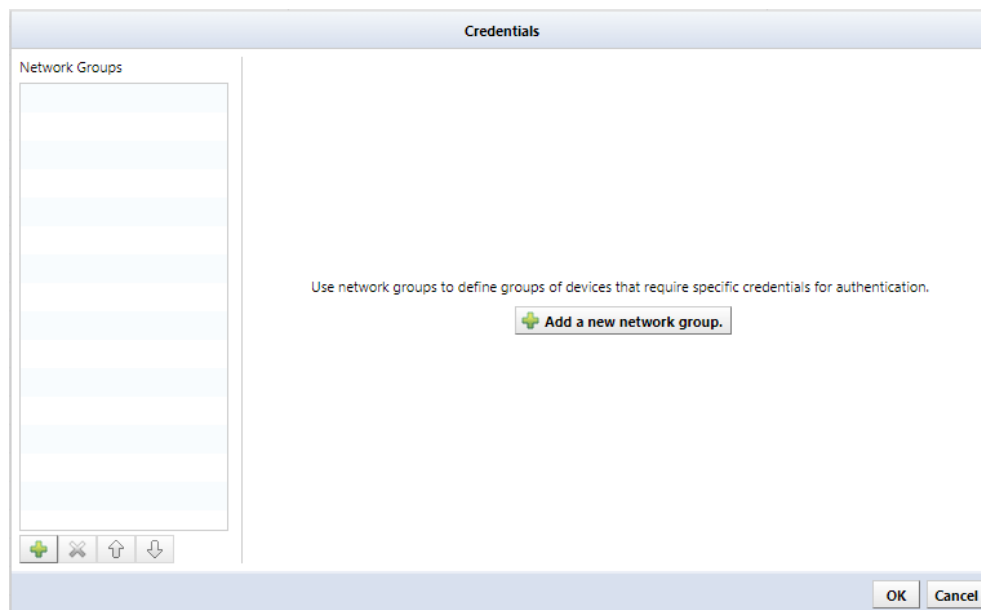 Credentials
Network Groups
Use network groups to define groups of devices that require specific credentials for authentication.
Add a new network group.
OK
Cancel